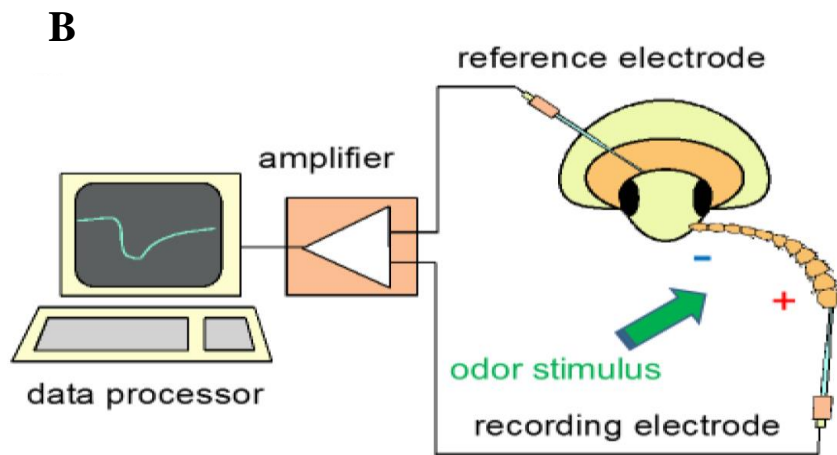 B
reference electrode
amplifier
-
+
odor stimulus
data processor
recording electrode